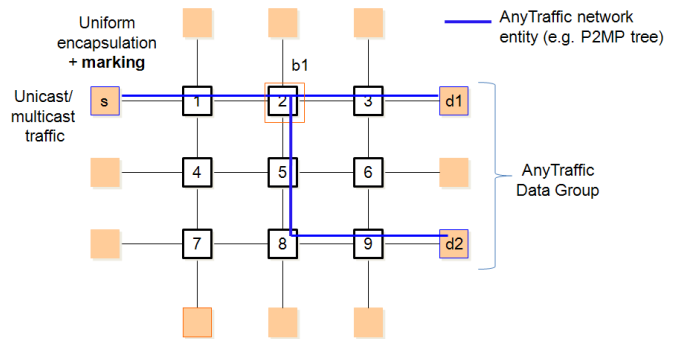 Uniform
encapsulation
+ marking
AnyTraffic network
entity (e.g. P2MP tree)
b1
Unicast/
multicast
traffic
s
1
2
3
d1
4
5
6
AnyTraffic
Data Group
7
8
9
d2